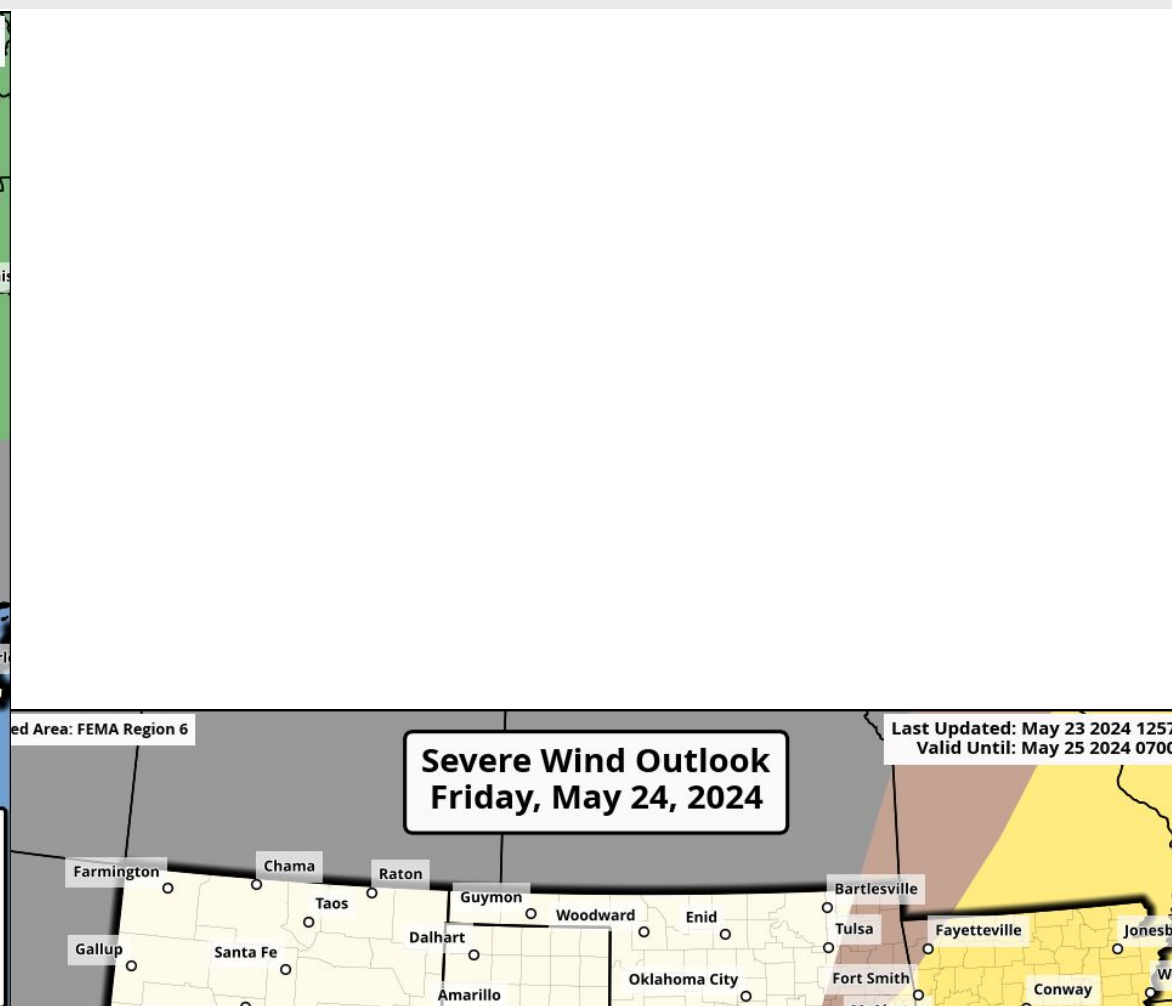 ed Area: FEMA Region 6
Severe Wind Outlook
Friday, May 24, 2024
Last Updated: May 23 2024 1257
Valid Until: May 25 2024 0700
Farmington
Chama
Raton
Guymon
Bartlesville
Taos
Woodward
Enid
Tulsa
Fayetteville
Jonesb
Gallup
Santa Fe
Dalhart
Oklahoma City
Fort Smith
Conway
Amarillo